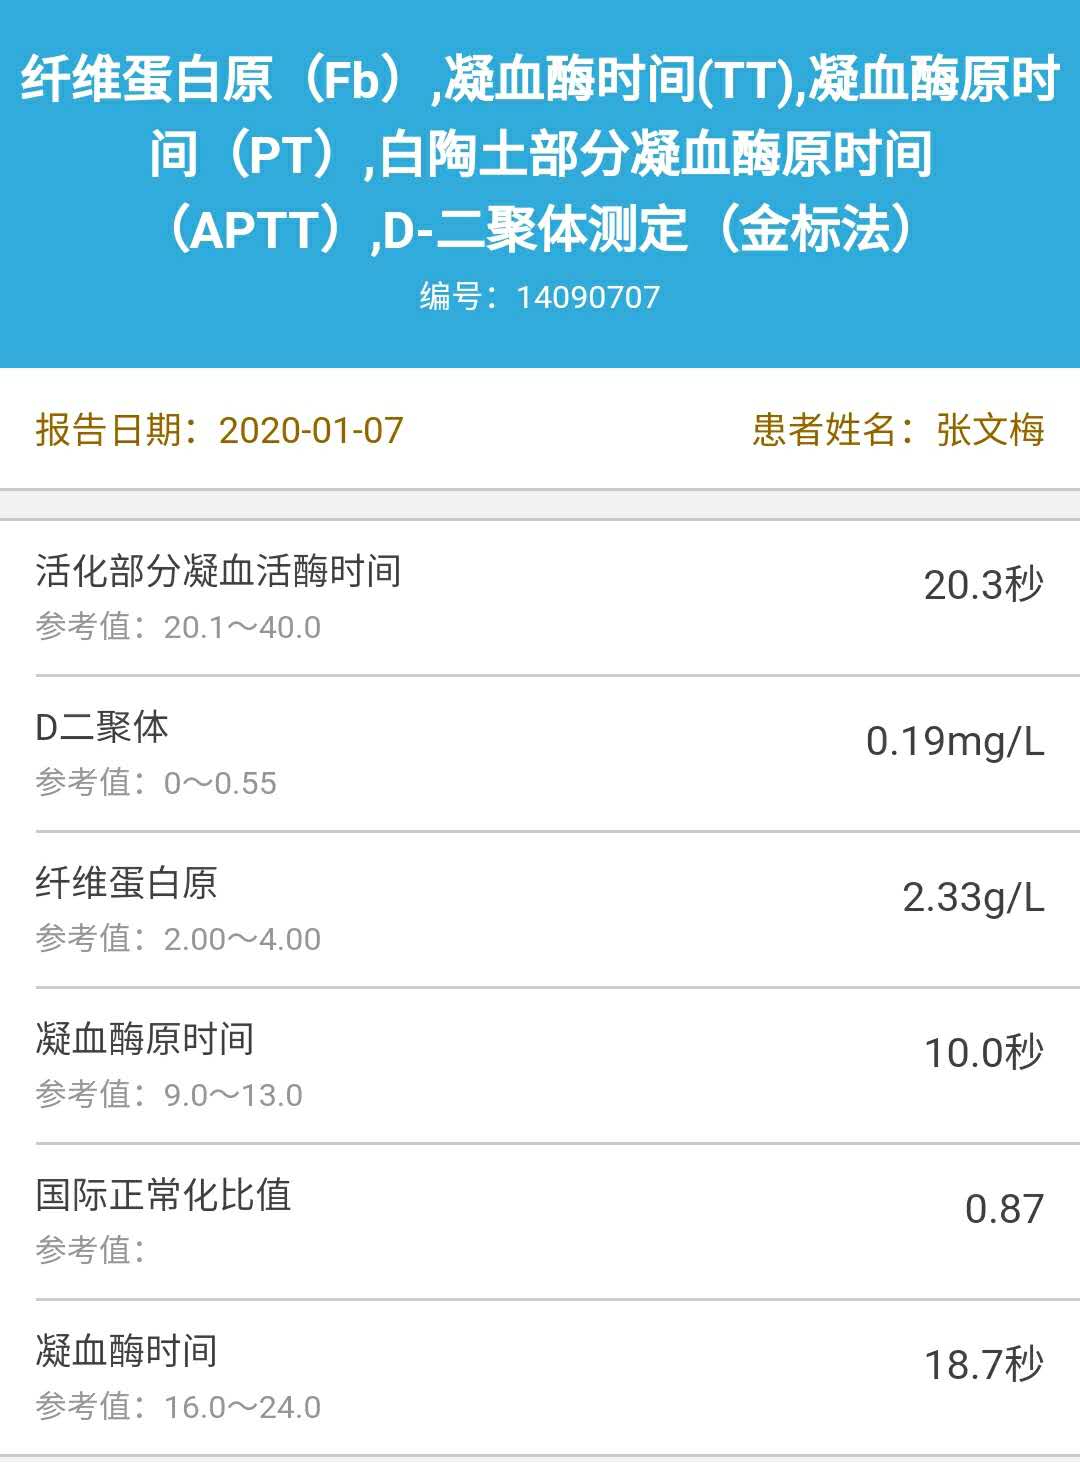 纤维蛋白原（Fb）,凝血酶时间(TT),凝血酶原时
间（PT）,白陶土部分凝血酶原时间
（APTT）,D-二聚体测定（金标法）
编号：14090707
报告日期：2020-01-07 患者姓名：张文梅
活化部分凝血活酶时间
20.3秒
参考值：20.1～40.0
D二聚体
0.19mg/L
参考值：0～0.55
纤维蛋白原
2.33g/L
参考值：2.00～4.00
凝血酶原时间
10.0秒
参考值：9.0～13.0
国际正常化比值
0.87
参考值：
凝血酶时间
18.7秒
参考值：16.0～24.0